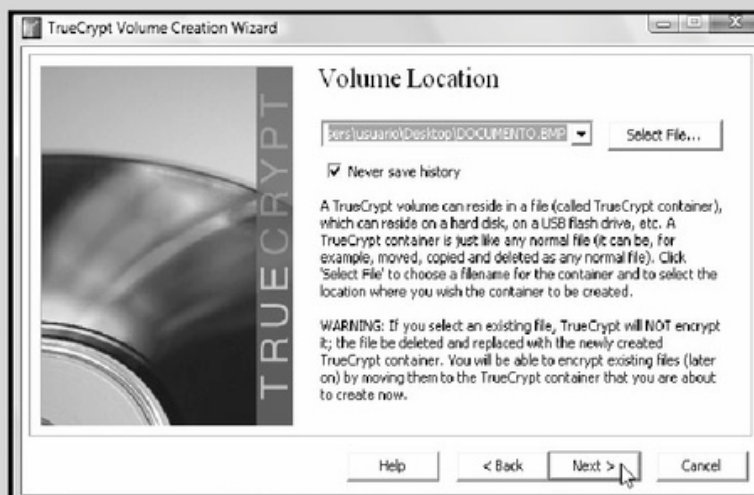 TrueCrypt Volume Creation Wizard
TRUECRYPT
Volume Location
sers\usuario\Desktop\DOCUMENTO.BMP
Select File...
Never save history
A TrueCrypt volume can reside in a file (called TrueCrypt container),
which can reside on a hard disk, on a USB flash drive, etc. A
TrueCrypt container is just like any normal file (it can be, for
example, moved, copied and deleted as any normal file). Click
'Select File' to choose a filename for the container and to select the
location where you wish the container to be created.
WARNING: If you select an existing file, TrueCrypt will NOT encrypt
it; the file be deleted and replaced with the newly created
TrueCrypt container. You will be able to encrypt existing files (later
on) by moving them to the TrueCrypt container that you are about
to create now.
Help
< Back
Next >
Cancel